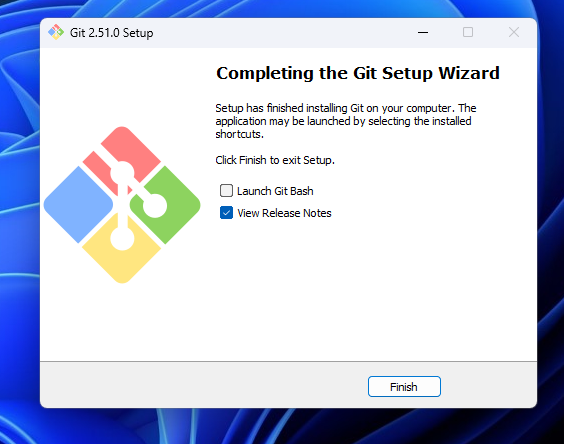 Git 2.51.0 Setup
Completing the Git Setup Wizard
Setup has finished installing Git on your computer. The
application may be launched by selecting the installed
shortcuts.
Click Finish to exit Setup.
Launch Git Bash
View Release Notes
Finish